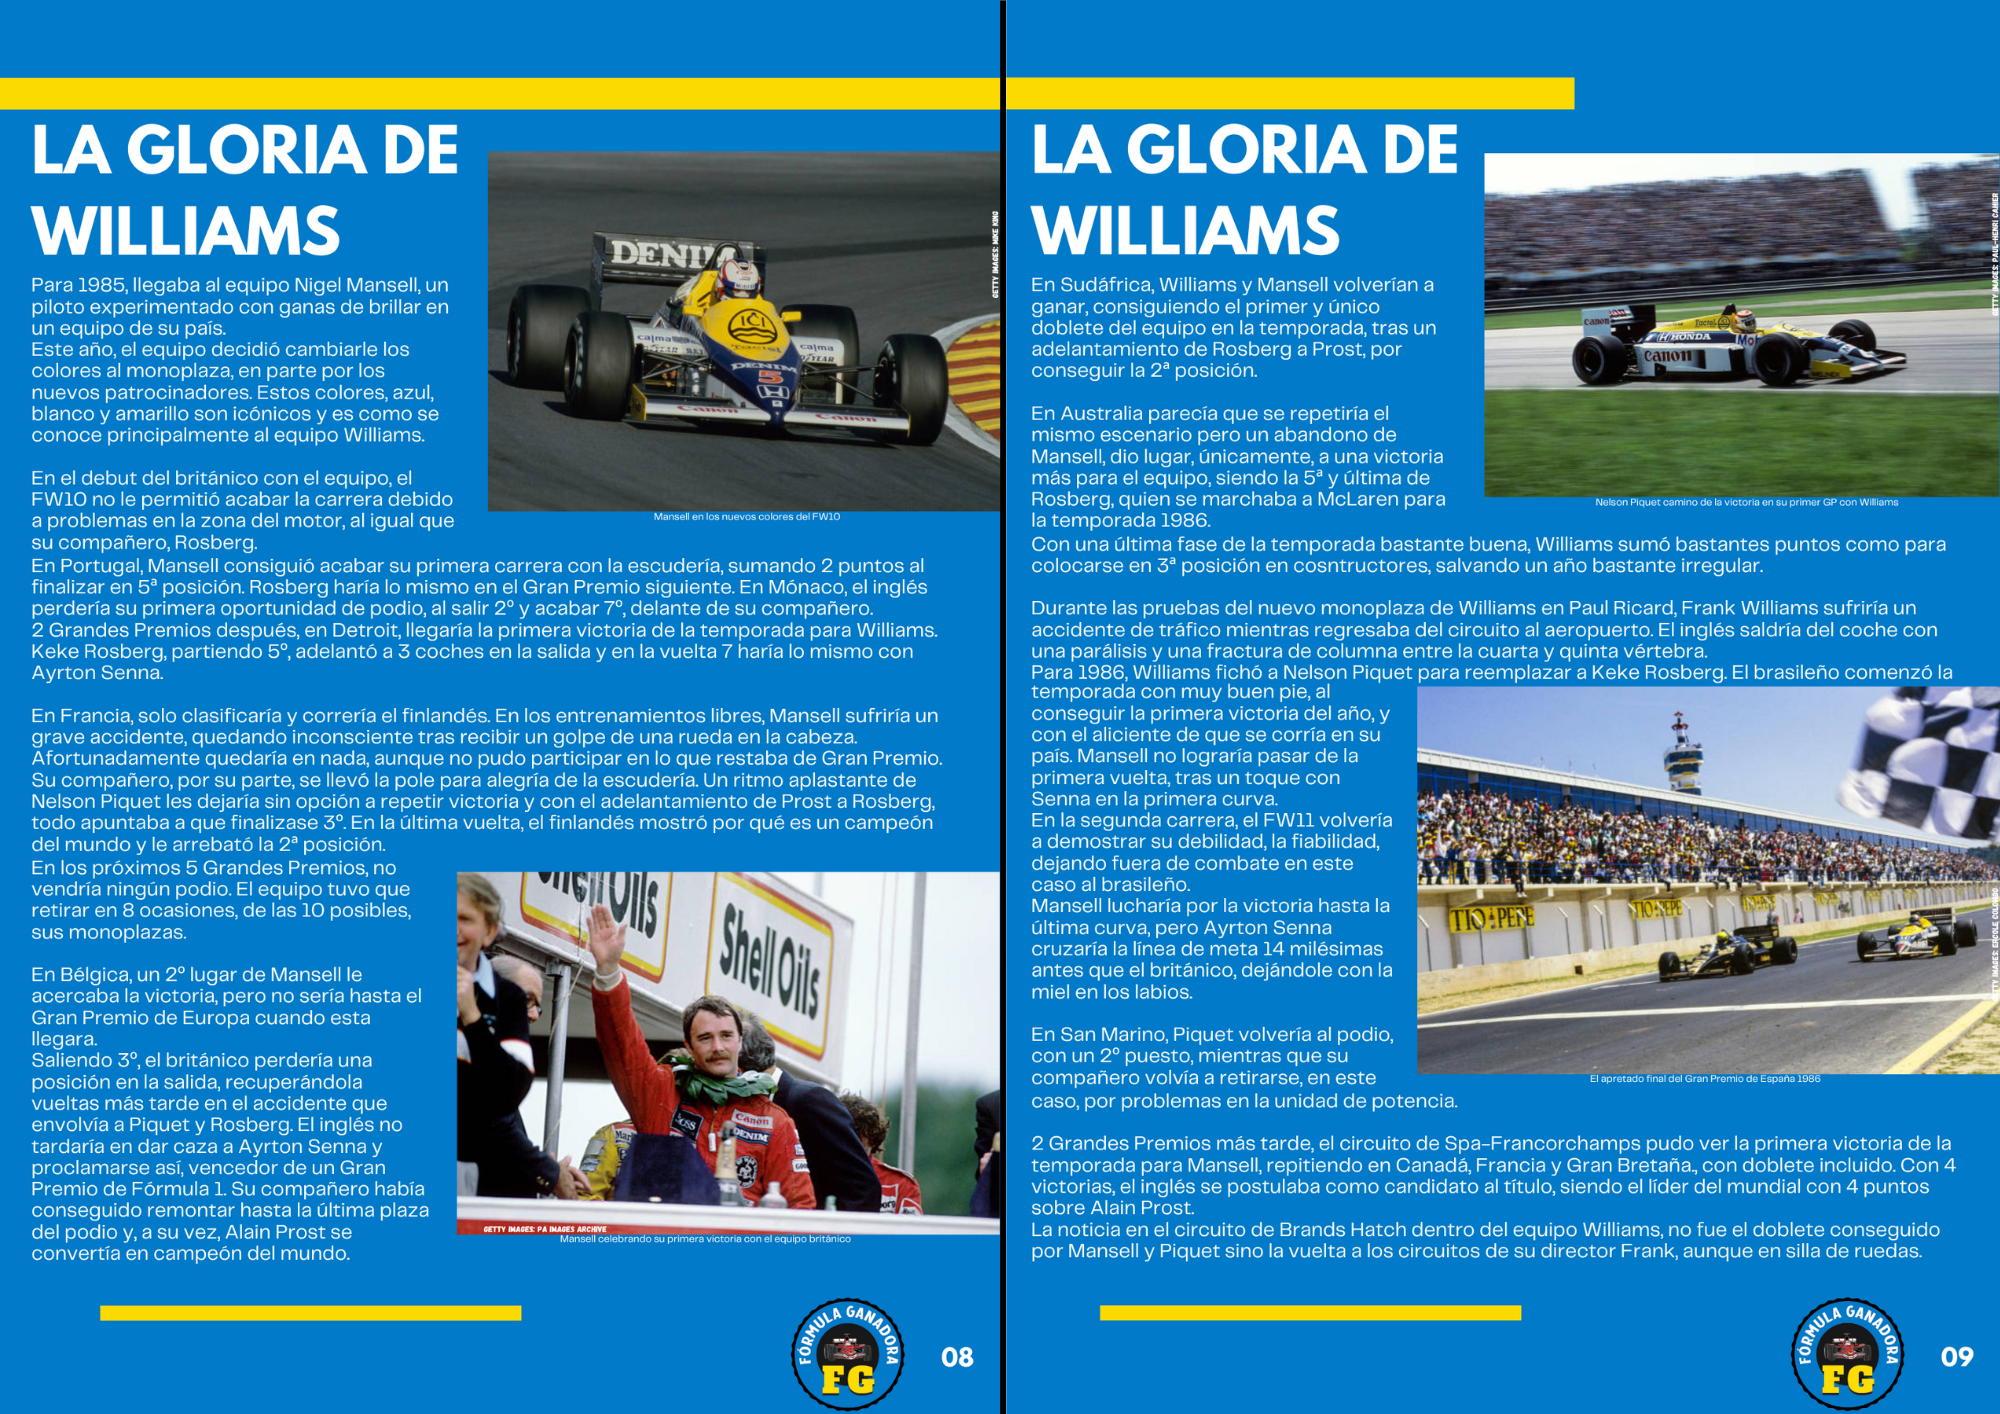 LA GLORIA DE
WILLIAMS
Para 1985, llegaba al equipo Nigel Mansell, un
piloto experimentado con ganas de brillar en
un equipo de su país.
Este año, el equipo decidió cambiarle los
colores al monoplaza, en parte por los
nuevos patrocinadores. Estos colores, azul,
blanco y amarillo son icónicos y es como se
conoce principalmente al equipo Williams.
En el debut del británico con el equipo, el
FW10 no le permitió acabar la carrera debido
a problemas en la zona del motor, al igual que
su compañero, Rosberg.
DENIM
ICI
Tactel
calma
DENIM
5
Canon
Canon
GETTY IMAGES: MIKE KING
Mansell en los nuevos colores del FW10
En Portugal, Mansell consiguió acabar su primera carrera con la escudería, sumando 2 puntos al
finalizar en 5ª posición. Rosberg haría lo mismo en el Gran Premio siguiente. En Mónaco, el inglés
perdería su primera oportunidad de podio, al salir 2º y acabar 7º, delante de su compañero.
2 Grandes Premios después, en Detroit, llegaría la primera victoria de la temporada para Williams.
Keke Rosberg, partiendo 5º, adelantó a 3 coches en la salida y en la vuelta 7 haría lo mismo con
Ayrton Senna.
En Francia, solo clasificaría y correría el finlandés. En los entrenamientos libres, Mansell sufriría un
grave accidente, quedando inconsciente tras recibir un golpe de una rueda en la cabeza.
Afortunadamente quedaría en nada, aunque no pudo participar en lo que restaba de Gran Premio.
Su compañero, por su parte, se llevó la pole para alegría de la escudería. Un ritmo aplastante de
Nelson Piquet les dejaría sin opción a repetir victoria y con el adelantamiento de Prost a Rosberg,
todo apuntaba a que finalizase 3º. En la última vuelta, el finlandés mostró por qué es un campeón
del mundo y le arrebató la 2ª posición.
En los próximos 5 Grandes Premios, no
vendría ningún podio. El equipo tuvo que
retirar en 8 ocasiones, de las 10 posibles,
sus monoplazas.
En Bélgica, un 2º lugar de Mansell le
acercaba la victoria, pero no sería hasta el
Gran Premio de Europa cuando esta
llegara.
Saliendo 3º, el británico perdería una
posición en la salida, recuperándola
vueltas más tarde en el accidente que
envolvía a Piquet y Rosberg. El inglés no
tardaría en dar caza a Ayrton Senna y
proclamarse así, vencedor de un Gran
Premio de Fórmula 1. Su compañero había
conseguido remontar hasta la última plaza
del podio y, a su vez, Alain Prost se
convertía en campeón del mundo.
Shell Oils
Shell Oils
Canon
DENIM
GETTY IMAGES: PA IMAGES ARCHIVE
Mansell celebrando su primera victoria con el equipo británico
FÓRMULA GANADORA
FG
08
LA GLORIA DE
WILLIAMS
En Sudáfrica, Williams y Mansell volverían a
ganar, consiguiendo el primer y único
doblete del equipo en la temporada, tras un
adelantamiento de Rosberg a Prost, por
conseguir la 2ª posición.
En Australia parecía que se repetiría el
mismo escenario pero un abandono de
Mansell, dio lugar, únicamente, a una victoria
más para el equipo, siendo la 5ª y última de
Rosberg, quien se marchaba a McLaren para
la temporada 1986.
Canon
Tactel
HONDA
Canon
GETTY IMAGES: PAUL-HENRI CAHIER
Nelson Piquet camino de la victoria en su primer GP con Williams
Con una última fase de la temporada bastante buena, Williams sumó bastantes puntos como para
colocarse en 3ª posición en cosntructores, salvando un año bastante irregular.
Durante las pruebas del nuevo monoplaza de Williams en Paul Ricard, Frank Williams sufriría un
accidente de tráfico mientras regresaba del circuito al aeropuerto. El inglés saldría del coche con
una parálisis y una fractura de columna entre la cuarta y quinta vértebra.
Para 1986, Williams fichó a Nelson Piquet para reemplazar a Keke Rosberg. El brasileño comenzó la
temporada con muy buen pie, al
conseguir la primera victoria del año, y
con el aliciente de que se corría en su
país. Mansell no lograría pasar de la
primera vuelta, tras un toque con
Senna en la primera curva.
En la segunda carrera, el FW11 volvería
a demostrar su debilidad, la fiabilidad,
dejando fuera de combate en este
caso al brasileño.
Mansell lucharía por la victoria hasta la
última curva, pero Ayrton Senna
cruzaría la línea de meta 14 milésimas
antes que el británico, dejándole con la
miel en los labios.
En San Marino, Piquet volvería al podio,
con un 2º puesto, mientras que su
compañero volvía a retirarse, en este
caso, por problemas en la unidad de potencia.
TIO PEPE
TIO PEPE
GETTY IMAGES: ERCOLE COLOMBO
El apretado final del Gran Premio de España 1986
2 Grandes Premios más tarde, el circuito de Spa-Francorchamps pudo ver la primera victoria de la
temporada para Mansell, repitiendo en Canadá, Francia y Gran Bretaña., con doblete incluido. Con 4
victorias, el inglés se postulaba como candidato al título, siendo el líder del mundial con 4 puntos
sobre Alain Prost.
La noticia en el circuito de Brands Hatch dentro del equipo Williams, no fue el doblete conseguido
por Mansell y Piquet sino la vuelta a los circuitos de su director Frank, aunque en silla de ruedas.
FÓRMULA GANADORA
FG
09